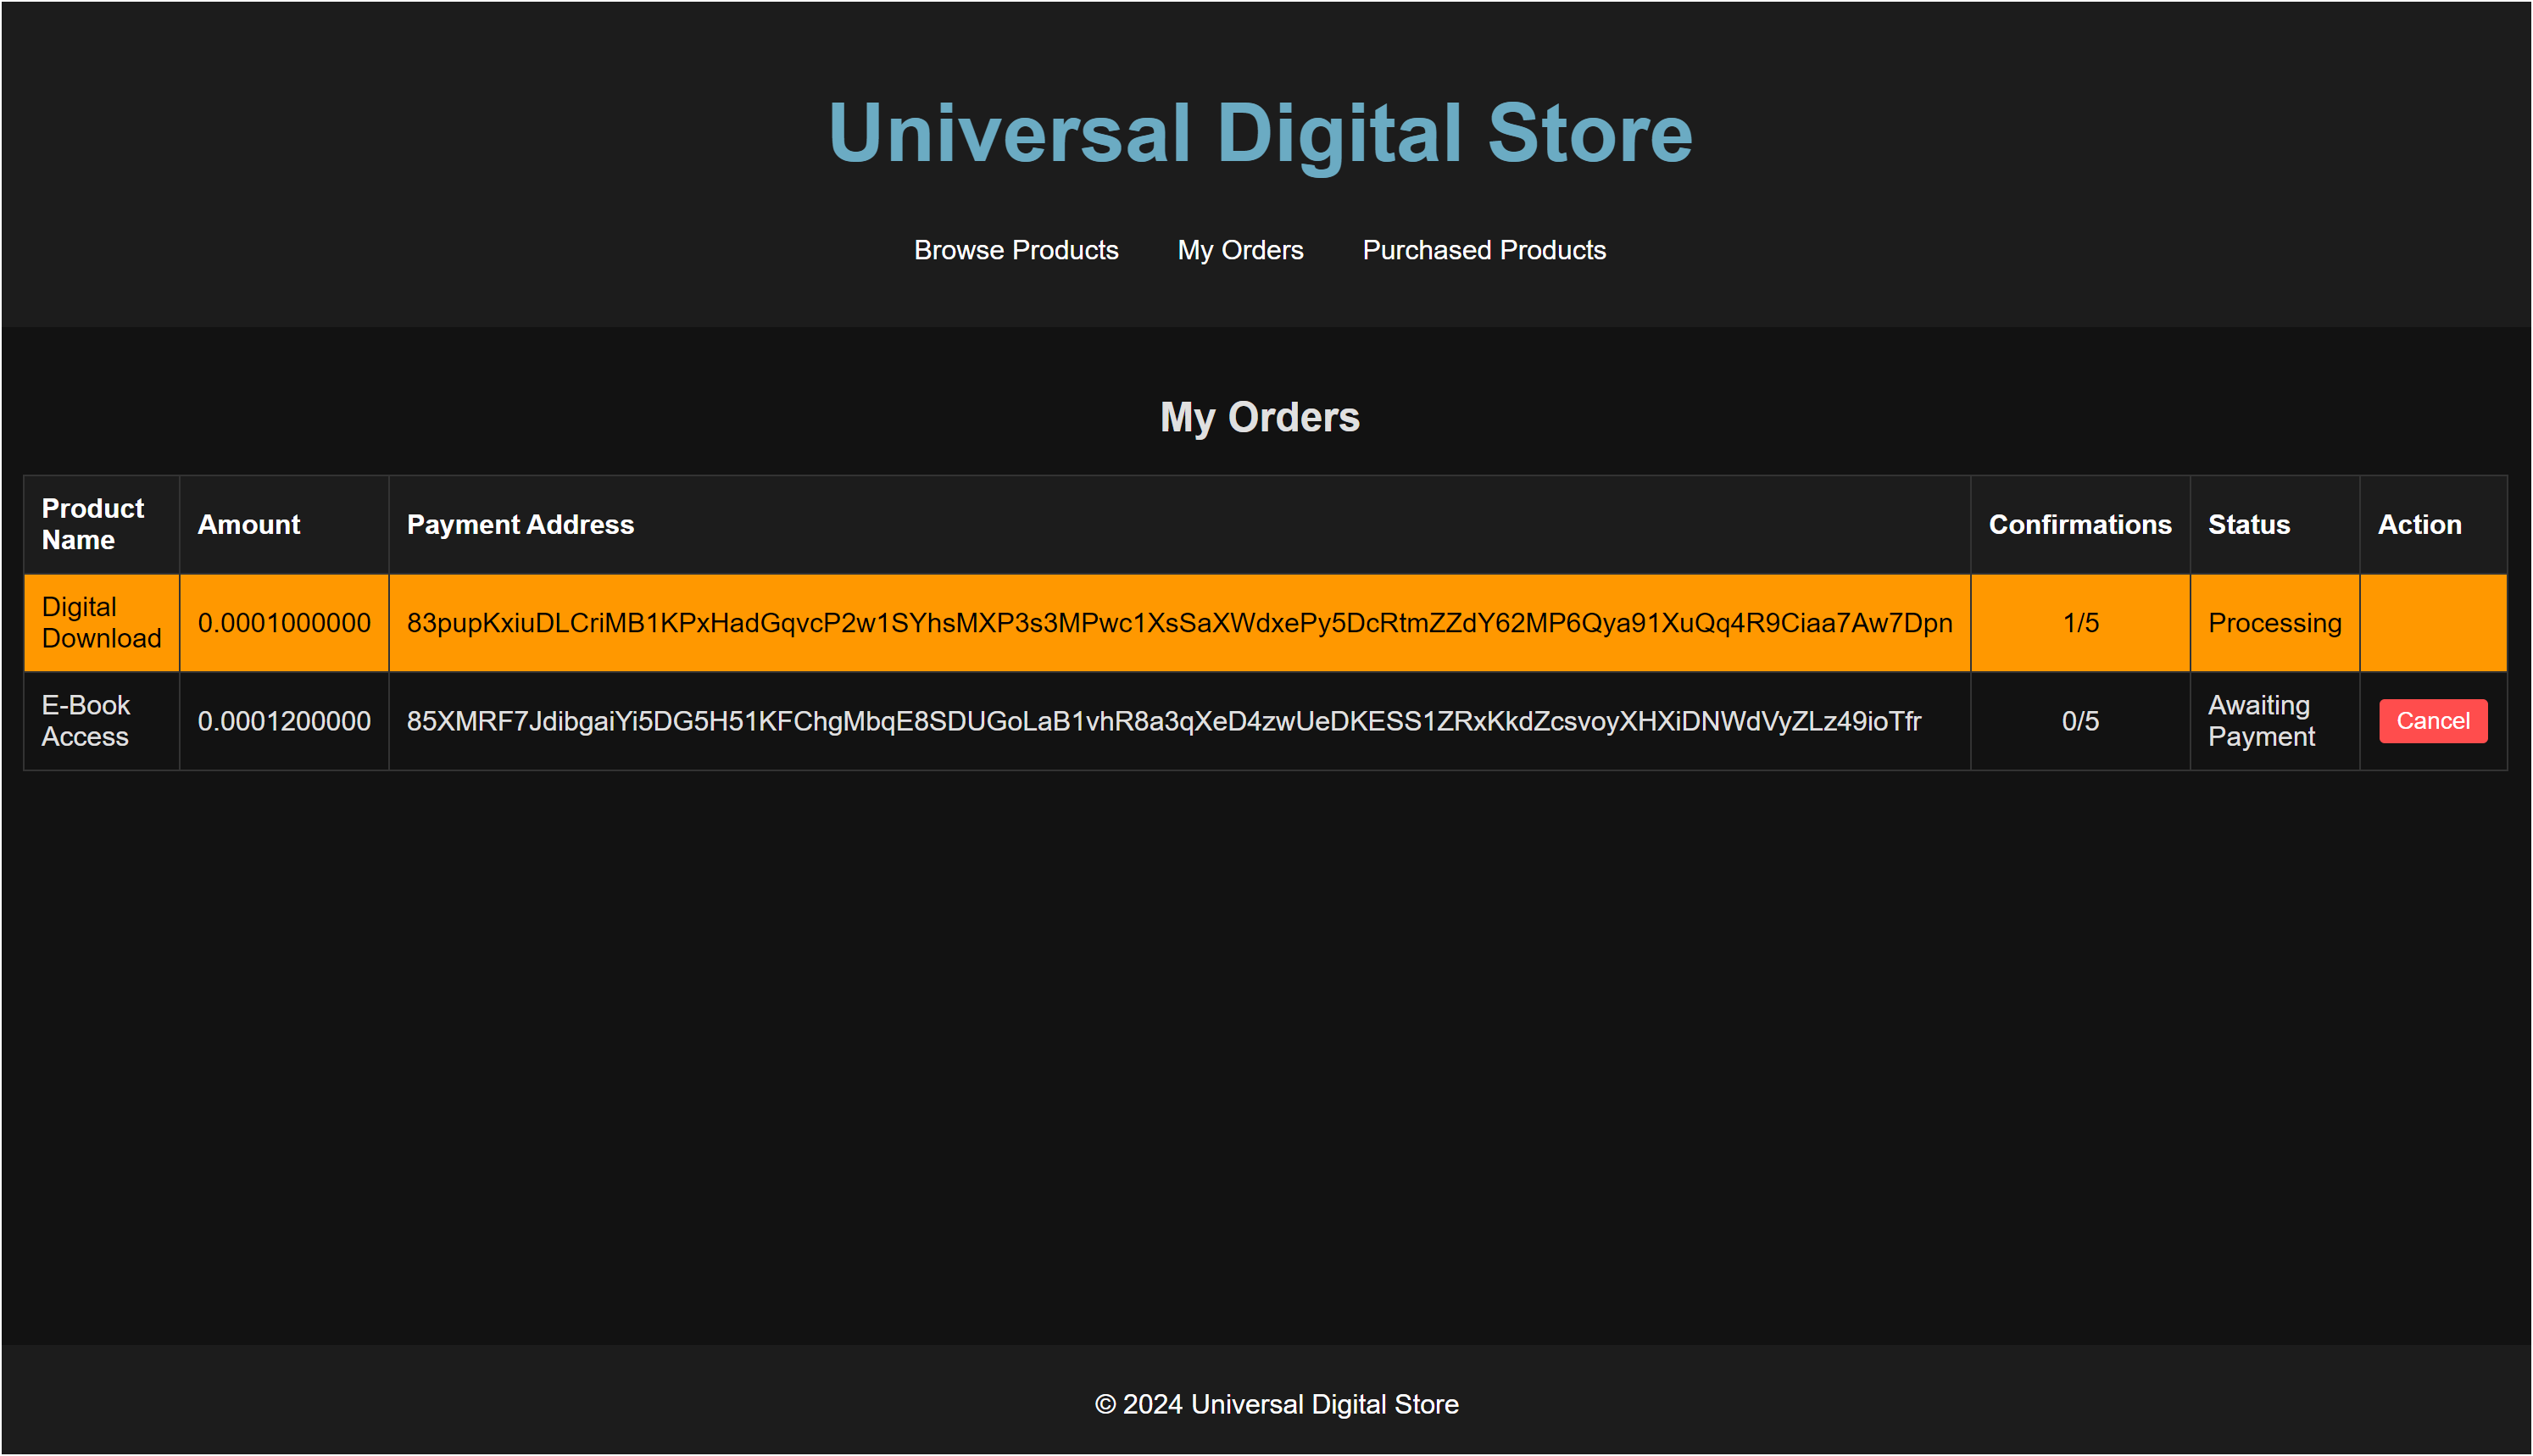 Universal Digital Store
Browse Products My Orders Purchased Products
My Orders
Product Name Amount Payment Address Confirmations Status Action
Digital Download 0.0001000000 83pupKxiuDLCriMB1KPxHadGqvcP2w1SYhsMXP3s3MPwc1XsSaXWdxePy5DcRtmZZdY62MP6Qya91XuQq4R9Ciaa7Aw7Dpn 1/5 Processing
E-Book Access 0.0001200000 85XMRF7JdibgaiYi5DG5H51KFChgMbqE8SDUGoLaB1vhR8a3qXeD4zwUeDKESS1ZRxKkdZcsvoyXHXiDNWdVyZLz49ioTfr 0/5 Awaiting Payment Cancel
© 2024 Universal Digital Store